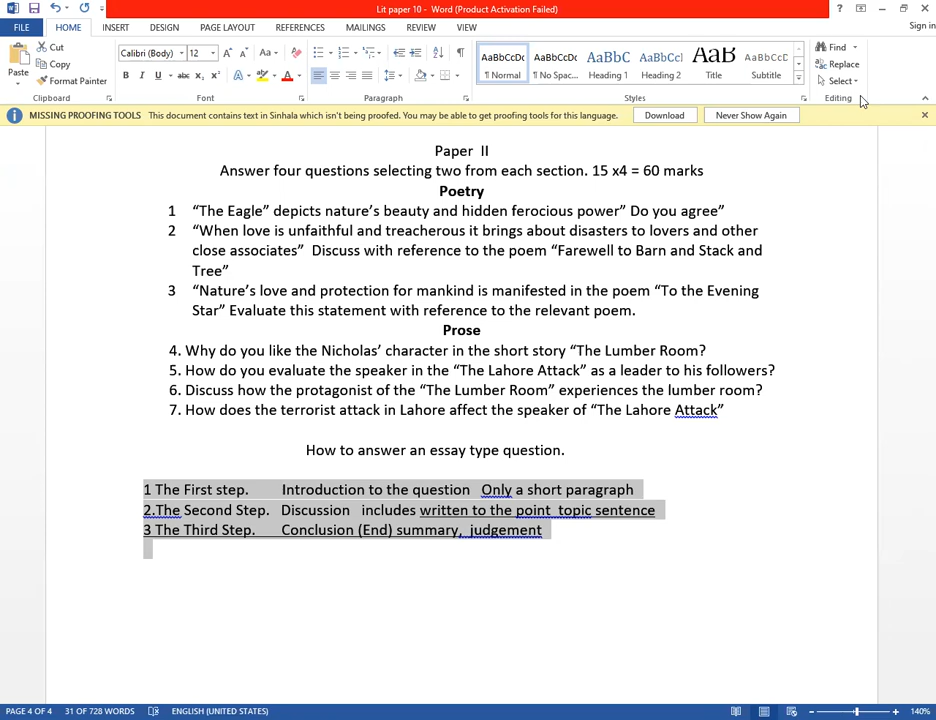 Lit paper 10 - Word (Product Activation Failed)
Sign in
FILE HOME INSERT DESIGN PAGE LAYOUT REFERENCES MAILINGS REVIEW VIEW
Paste Cut Copy Format Painter Clipboard
Calibri (Body) 12 Aa B I U abc x₂ x² A A Font
Paragraph
AaBbCcDc AaBbCcDc AaBbC AaBbCcI AaB AaBbCcD
¶ Normal ¶ No Spac... Heading 1 Heading 2 Title Subtitle
Styles
Find Replace Select Editing
MISSING PROOFING TOOLS This document contains text in Sinhala which isn't being proofed. You may be able to get proofing tools for this language. Download Never Show Again
Paper II
Answer four questions selecting two from each section. 15 x4 = 60 marks
Poetry
1 “The Eagle” depicts nature’s beauty and hidden ferocious power” Do you agree”
2 “When love is unfaithful and treacherous it brings about disasters to lovers and other
close associates” Discuss with reference to the poem “Farewell to Barn and Stack and
Tree”
3 “Nature’s love and protection for mankind is manifested in the poem “To the Evening
Star” Evaluate this statement with reference to the relevant poem.
Prose
4. Why do you like the Nicholas’ character in the short story “The Lumber Room?
5. How do you evaluate the speaker in the “The Lahore Attack” as a leader to his followers?
6. Discuss how the protagonist of the “The Lumber Room” experiences the lumber room?
7. How does the terrorist attack in Lahore affect the speaker of “The Lahore Attack”
How to answer an essay type question.
1 The First step. Introduction to the question Only a short paragraph
2.The Second Step. Discussion includes written to the point topic sentence
3 The Third Step. Conclusion (End) summary, judgement
PAGE 4 OF 4 31 OF 728 WORDS ENGLISH (UNITED STATES) 140%